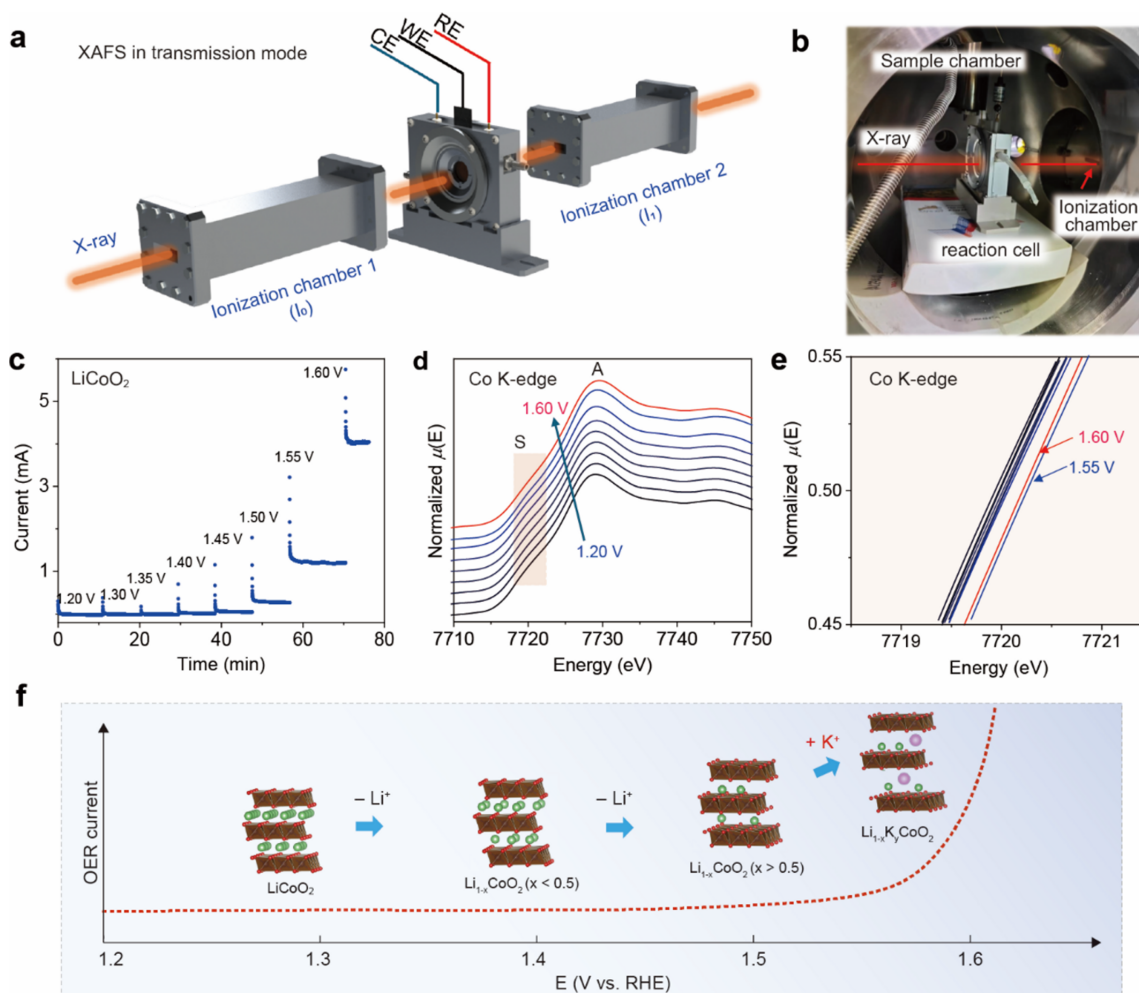 a
XAFS in transmission mode
CE
WE
RE
X-ray
Ionization chamber 1
(I₀)
Ionization chamber 2
(I₁)
b
Sample chamber
X-ray
Ionization
chamber
reaction cell
c
LiCoO₂
1.60 V
1.55 V
1.50 V
1.45 V
1.40 V
1.35 V
1.30 V
1.20 V
5
3
1
Current (mA)
0 20 40 60 80
Time (min)
d
Co K-edge
A
1.60 V
S
1.20 V
Normalized μ(E)
7710 7720 7730 7740 7750
Energy (eV)
e
Co K-edge
0.55
0.50
0.45
1.60 V
1.55 V
Normalized μ(E)
7719 7720 7721
Energy (eV)
f
OER current
– Li⁺
– Li⁺
+ K⁺
LiCoO₂
Li₁₋ₓCoO₂ (x < 0.5)
Li₁₋ₓCoO₂ (x > 0.5)
Li₁₋ₓKyCoO₂
1.2 1.3 1.4 1.5 1.6
E (V vs. RHE)